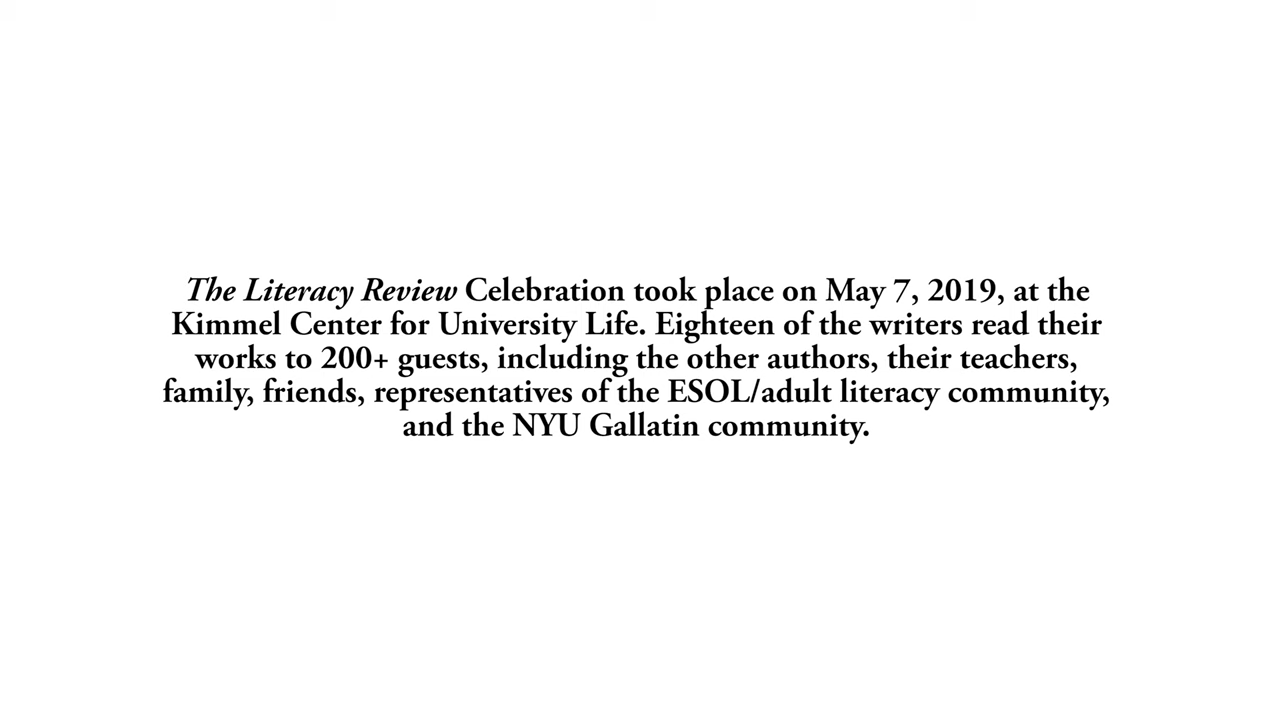 The Literacy Review Celebration took place on May 7, 2019, at the
Kimmel Center for University Life. Eighteen of the writers read their
works to 200+ guests, including the other authors, their teachers,
family, friends, representatives of the ESOL/adult literacy community,
and the NYU Gallatin community.